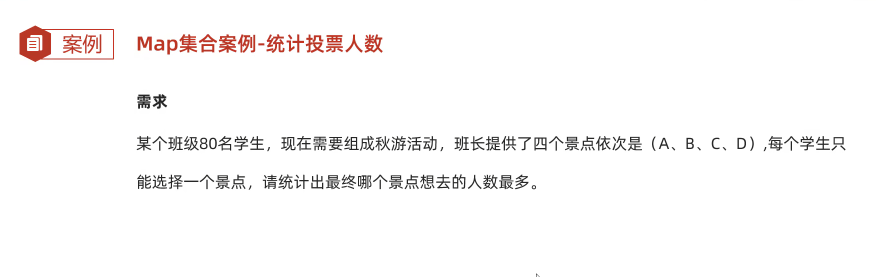 案例
Map集合案例-统计投票人数
需求
某个班级80名学生，现在需要组成秋游活动，班长提供了四个景点依次是（A、B、C、D）,每个学生只
能选择一个景点，请统计出最终哪个景点想去的人数最多。